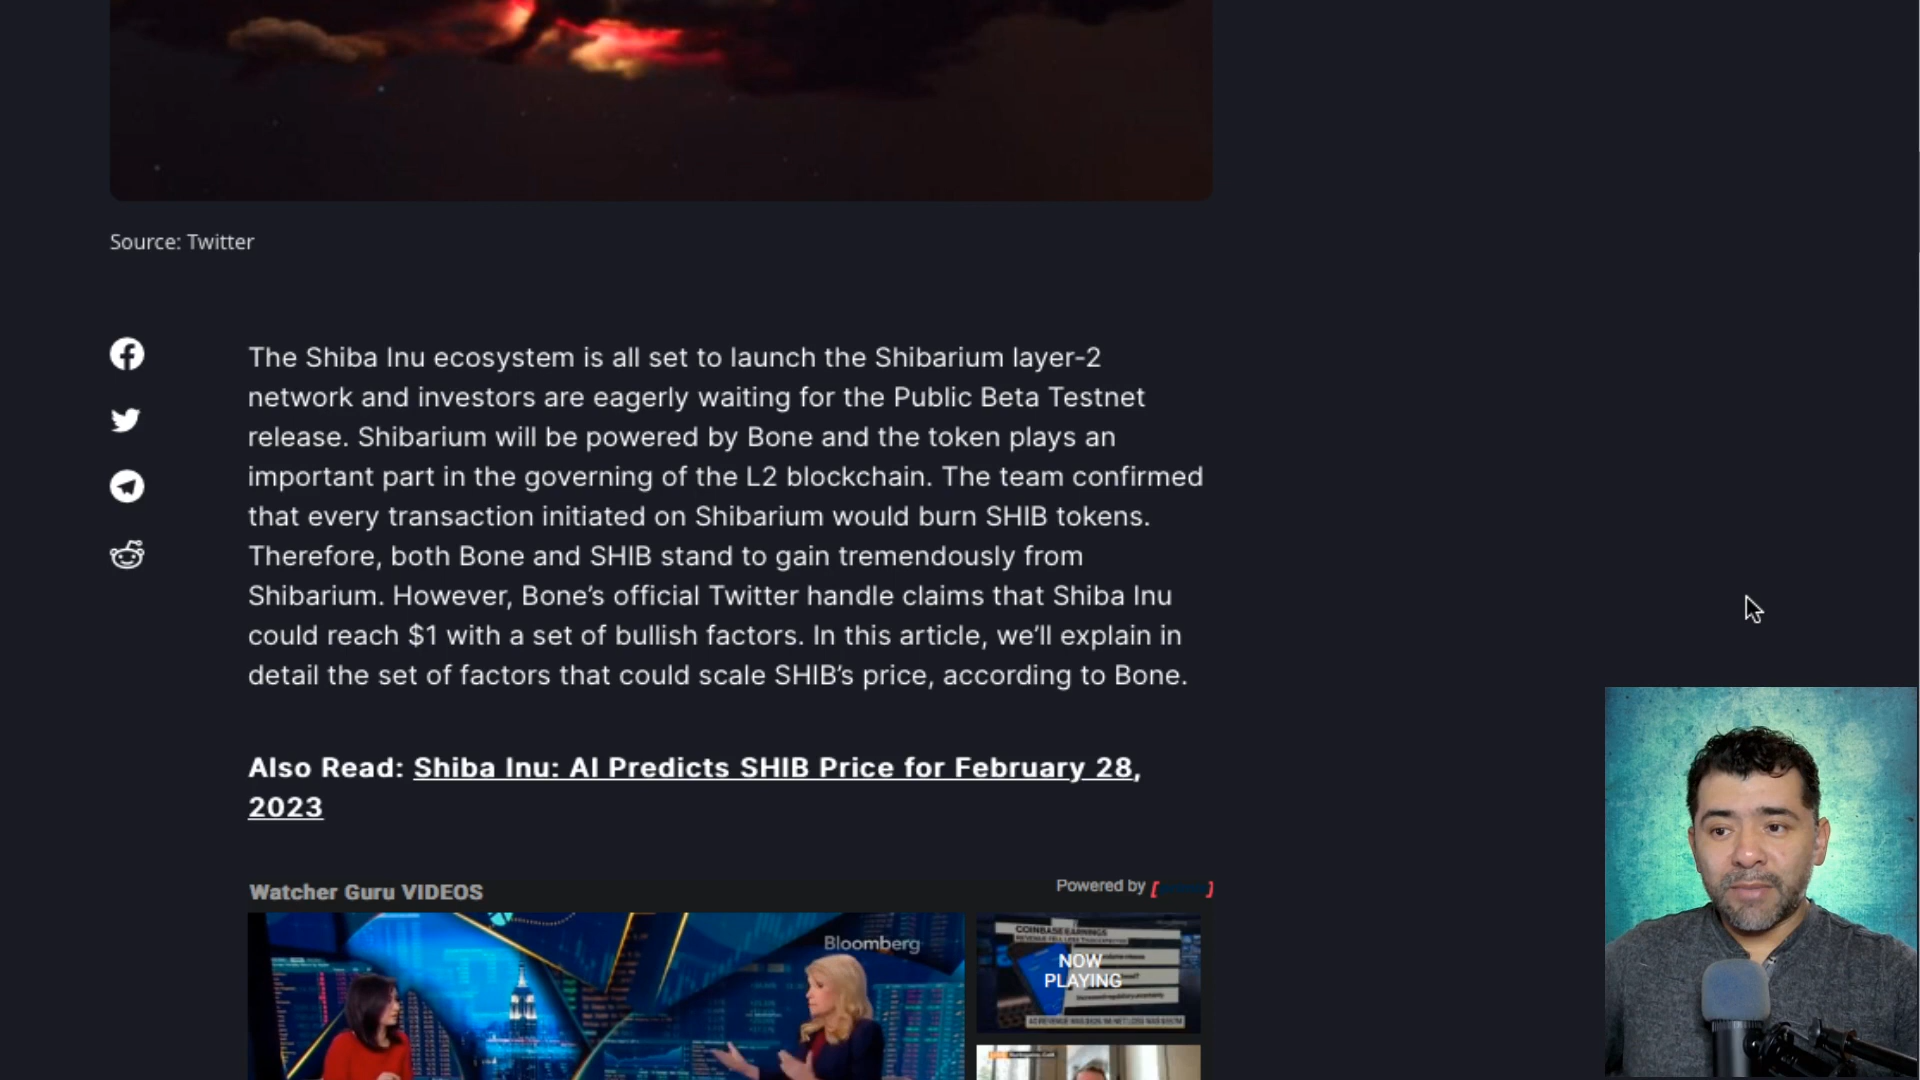 Source: Twitter
The Shiba Inu ecosystem is all set to launch the Shibarium layer-2
network and investors are eagerly waiting for the Public Beta Testnet
release. Shibarium will be powered by Bone and the token plays an
important part in the governing of the L2 blockchain. The team confirmed
that every transaction initiated on Shibarium would burn SHIB tokens.
Therefore, both Bone and SHIB stand to gain tremendously from
Shibarium. However, Bone’s official Twitter handle claims that Shiba Inu
could reach $1 with a set of bullish factors. In this article, we’ll explain in
detail the set of factors that could scale SHIB’s price, according to Bone.
Also Read: Shiba Inu: AI Predicts SHIB Price for February 28,
2023
Watcher Guru VIDEOS
Powered by [ ]
Bloomberg
COINBASE EARNINGS
NOW
PLAYING